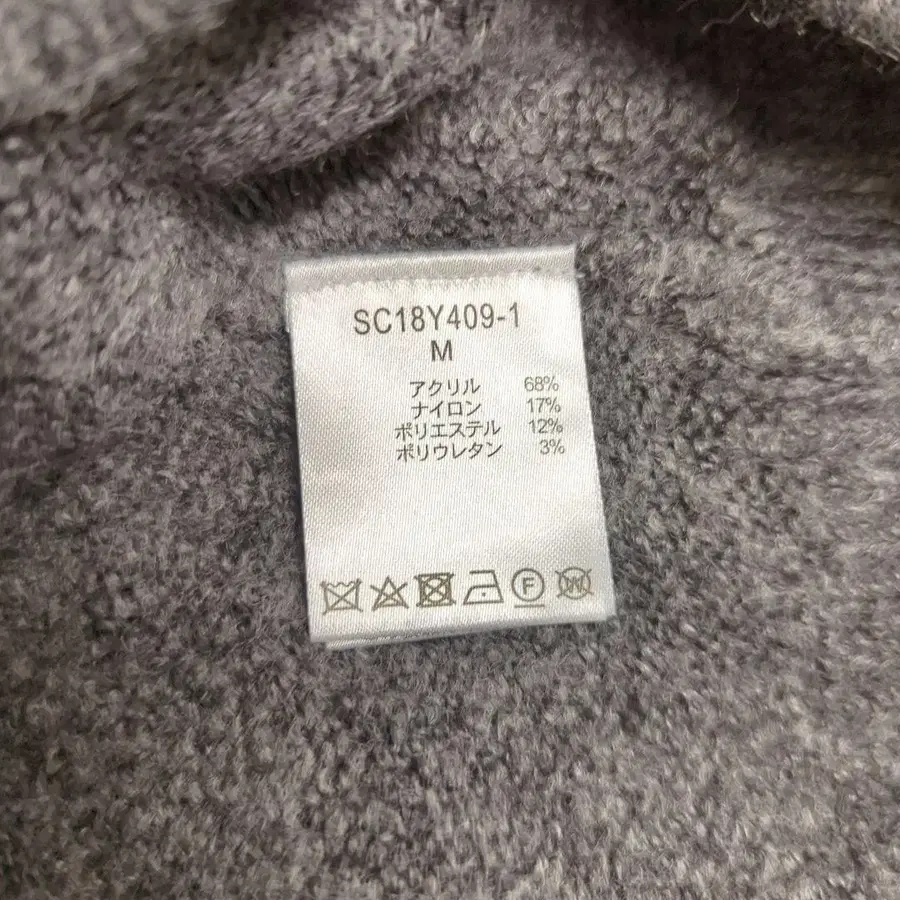 SC18Y409-1
M
アクリル 68%
ナイロン 17%
ポリエステル 12%
ポリウレタン 3%
F W